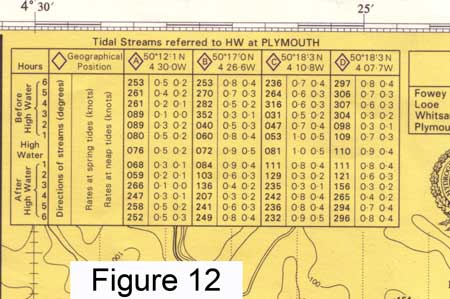 4° 30' 25'
Tidal Streams referred to HW at PLYMOUTH
Hours Geographical Position A 50°12'1 N 4 30·0W B 50°17'0N 4 26·6W C 50°18'3N 4 10·8W D 50°18'3 N 4 07·7W
Before High Water
Directions of streams (degrees)
Rates at spring tides (knots)
Rates at neap tides (knots)
6 253 0·5 0·2 253 0·8 0·4 236 0·7 0·4 297 0·8 0·4
5 261 0·4 0·2 270 0·7 0·3 264 0·6 0·3 306 0·6 0·3
4 261 0·2 0·1 282 0·5 0·2 316 0·6 0·3 307 0·6 0·3
3 089 0·1 0·0 352 0·3 0·1 031 0·5 0·2 304 0·3 0·2
2 089 0·3 0·2 040 0·5 0·3 047 0·7 0·4 098 0·3 0·1
1 080 0·5 0·2 060 0·8 0·4 053 1·0 0·5 109 0·7 0·3
High Water 076 0·5 0·2 072 0·9 0·5 081 1·0 0·5 110 0·9 0·4
After High Water
1 068 0·3 0·1 084 0·9 0·4 111 0·8 0·4 111 0·8 0·4
2 059 0·2 0·1 103 0·6 0·3 129 0·3 0·2 131 0·6 0·3
3 266 0·1 0·1 136 0·4 0·2 235 0·3 0·1 156 0·3 0·2
4 247 0·3 0·1 207 0·3 0·2 242 0·8 0·4 265 0·4 0·2
5 258 0·5 0·2 241 0·6 0·3 236 0·8 0·4 294 0·7 0·4
6 252 0·5 0·3 249 0·8 0·4 232 0·9 0·4 296 0·8 0·4
Fowey
Looe
Whitsa
Plymou
Figure 12
100